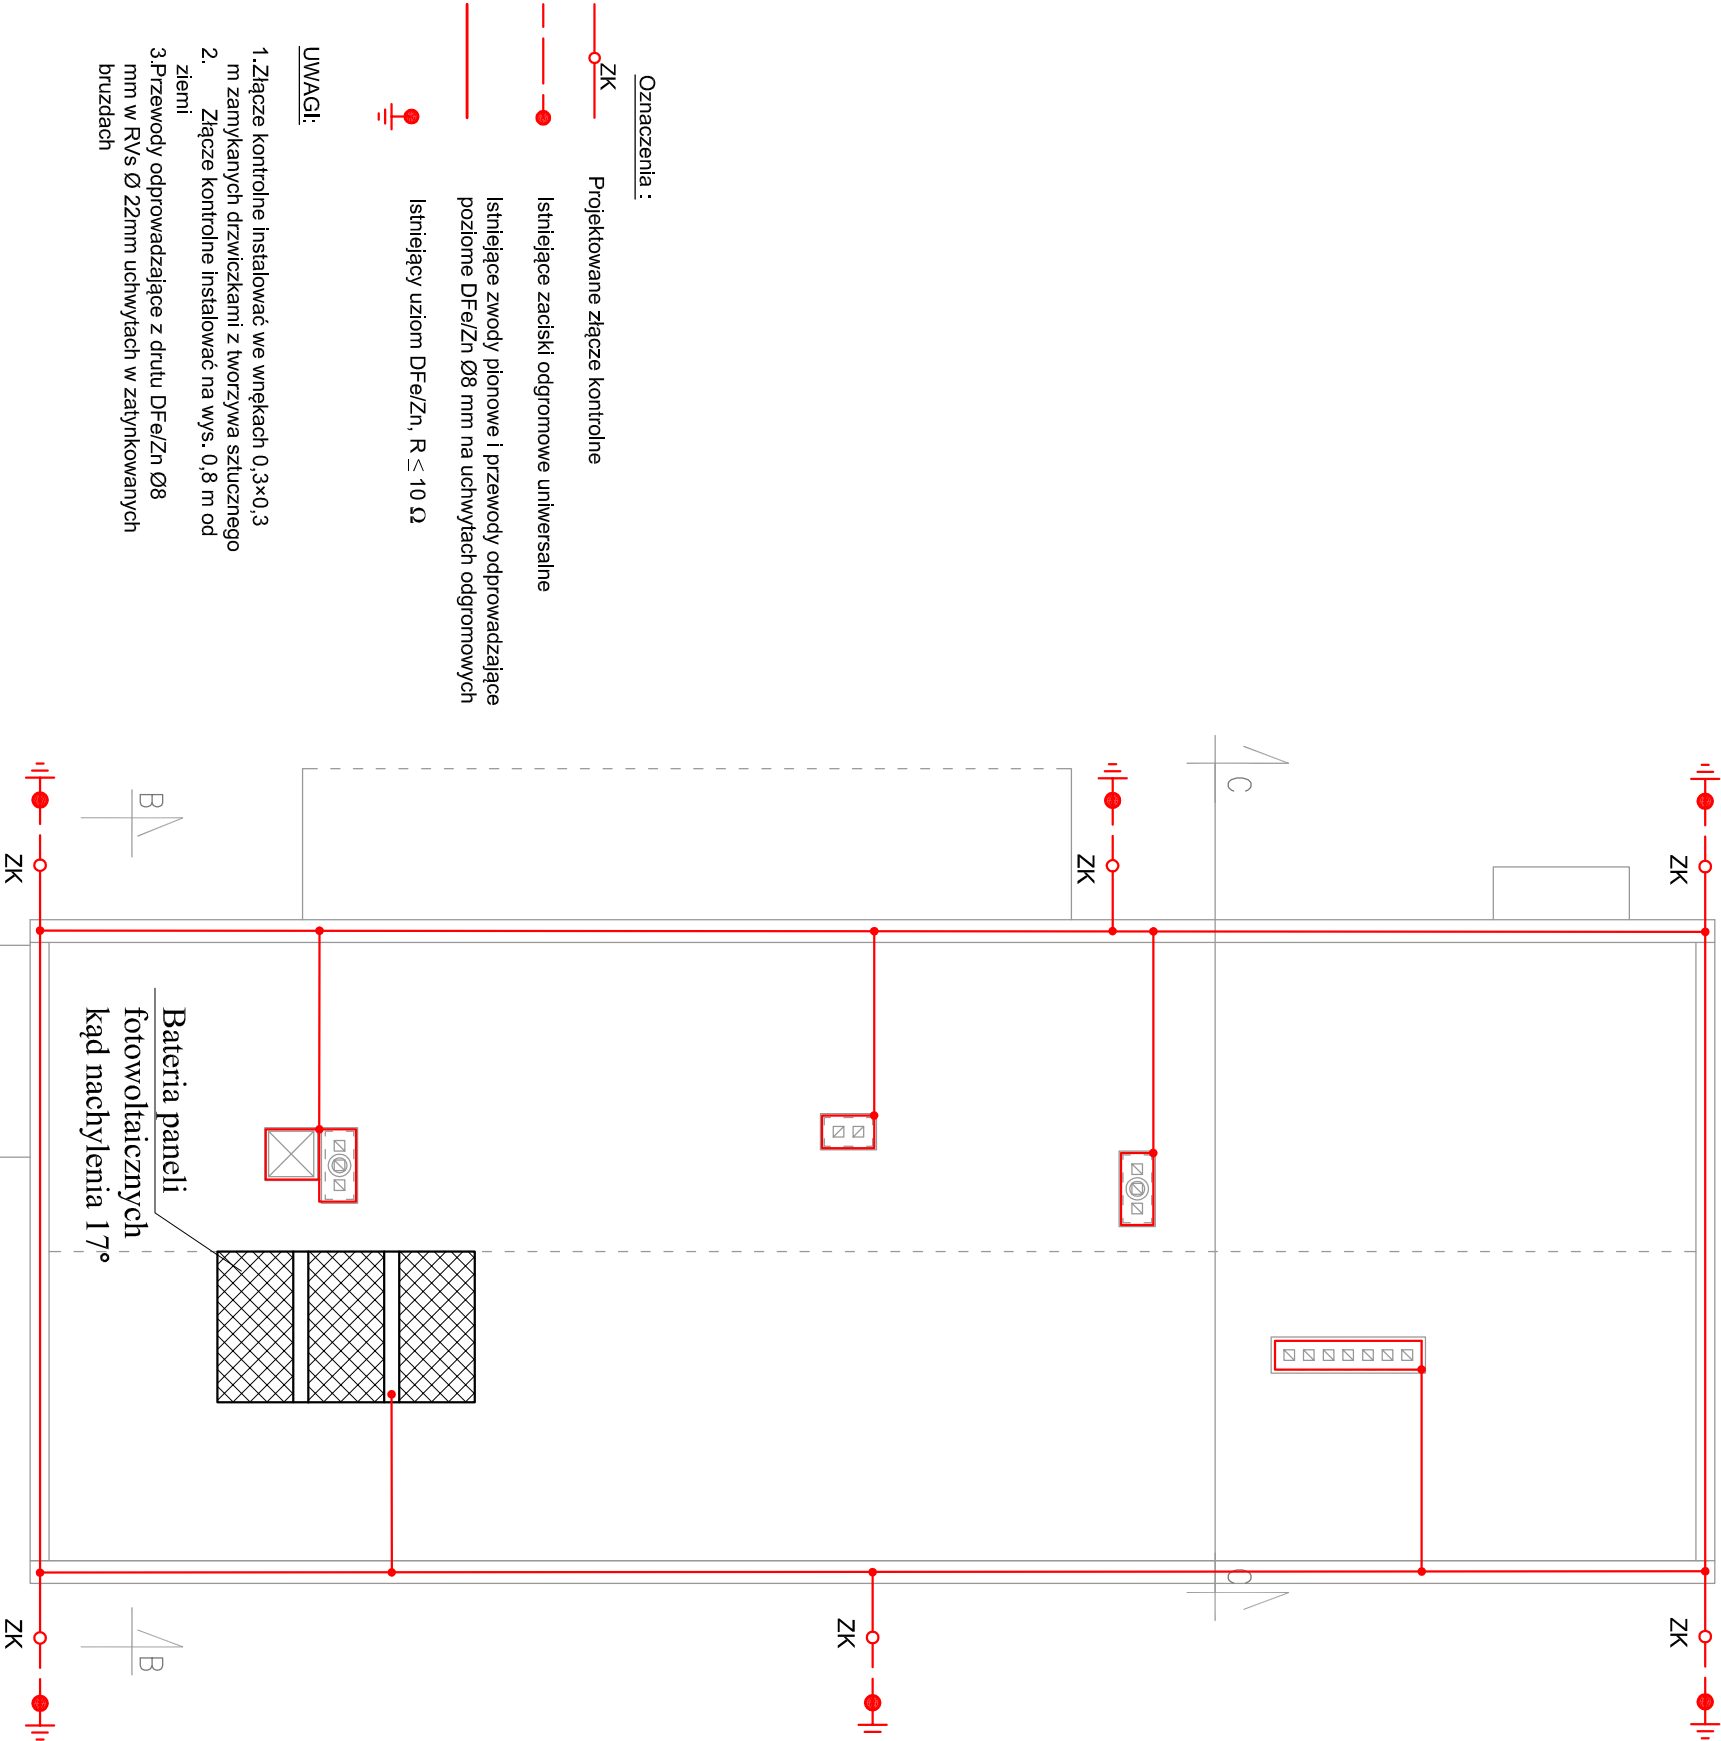 Oznaczenia :
ZK
Projektowane złącze kontrolne
Istniejące zaciski odgromowe uniwersalne
Istniejące zwody pionowe i przewody odprowadzające
poziome DFe/Zn Ø8 mm na uchwytach odgromowych
Istniejący uziom DFe/Zn, R ≤ 10 Ω
UWAGI:
1.Złącze kontrolne instalować we wnękach 0,3×0,3
m zamykanych drzwiczkami z tworzywa sztucznego
2. Złącze kontrolne instalować na wys. 0,8 m od
ziemi
3.Przewody odprowadzające z drutu DFe/Zn Ø8
mm w RVs Ø 22mm uchwytach w zatynkowanych
bruzdach
ZK
C
C
ZK
ZK
ZK
B
B
ZK
ZK
Bateria paneli
fotowoltaicznych
kąd nachylenia 17°